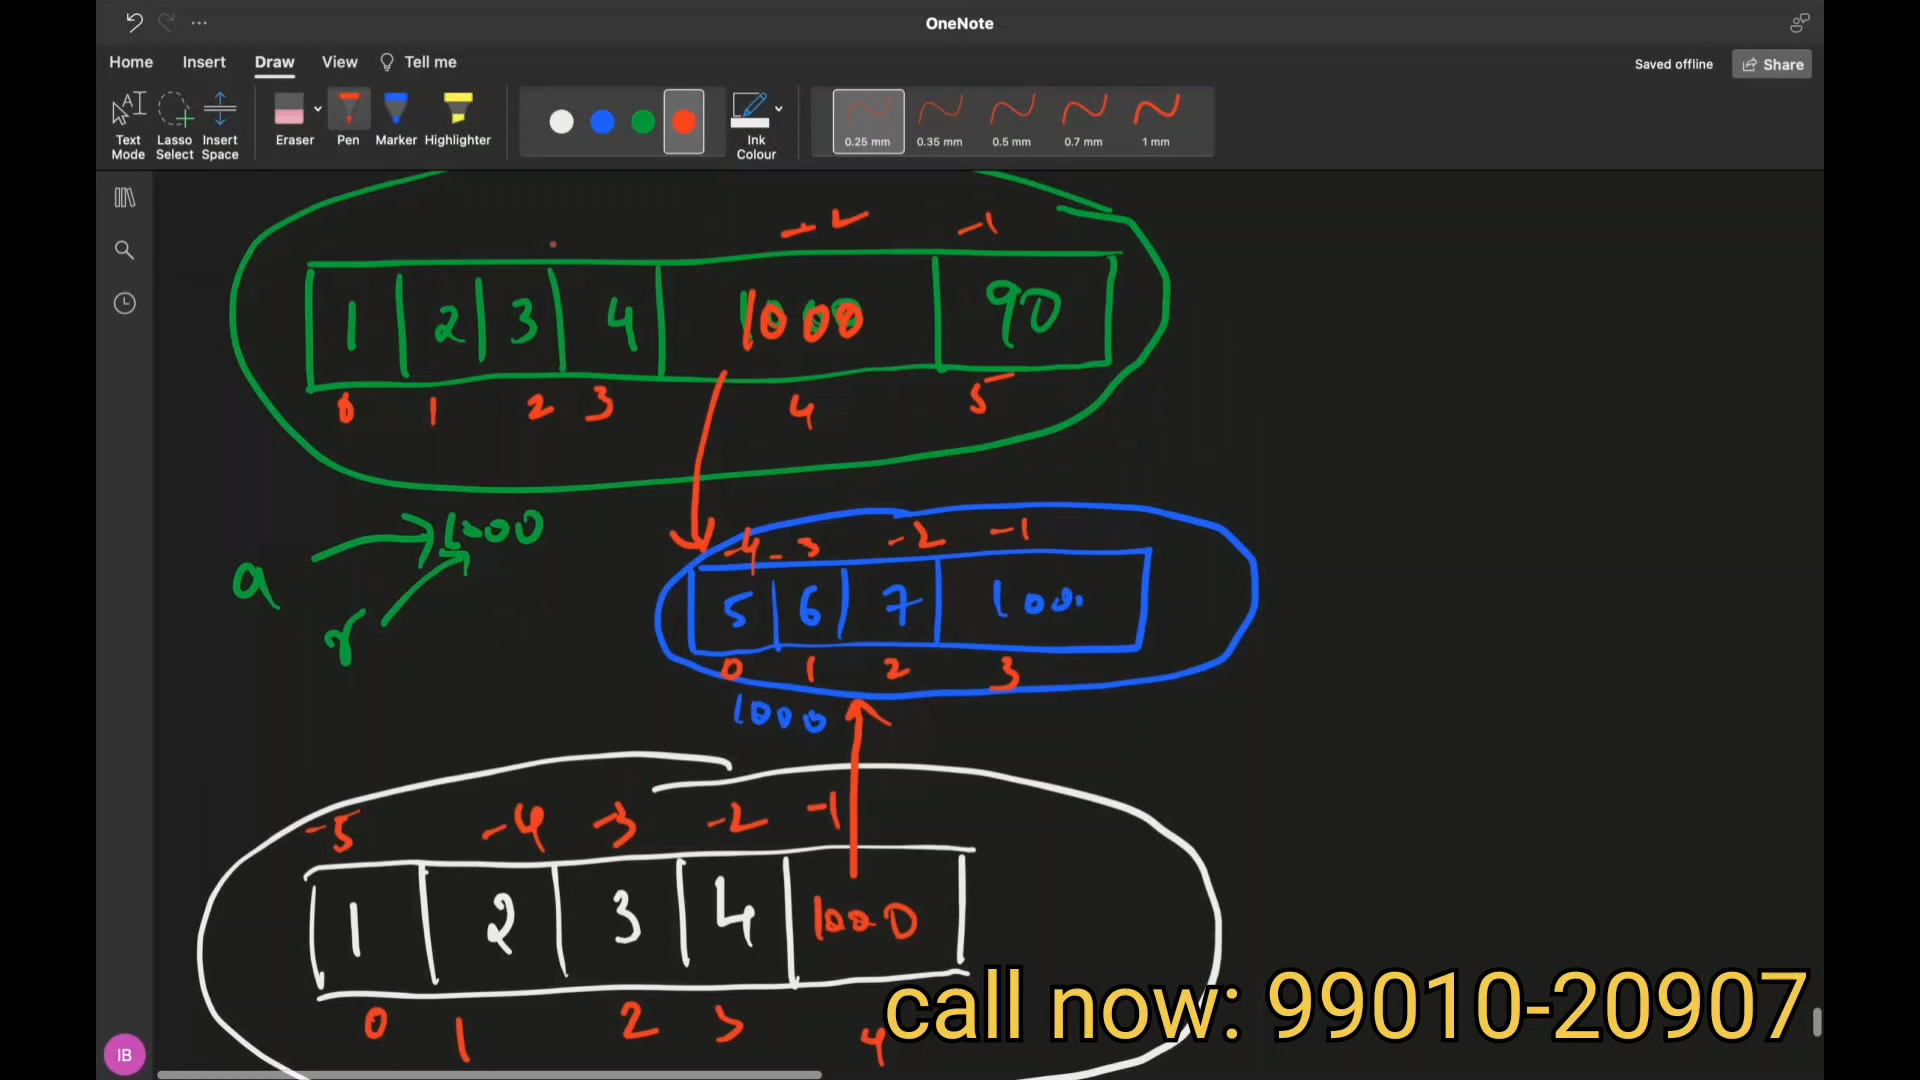 OneNote
Home Insert Draw View Tell me
Saved offline Share
Text Mode
Lasso Select
Insert Space
Eraser
Pen
Marker
Highlighter
Ink Colour
0.25 mm
0.35 mm
0.5 mm
0.7 mm
1 mm
-2 -1
1 2 3 4 1000 90
0 1 2 3 4 5
a 1000
r
-4 -3 -2 -1
5 6 7 1000
0 1 2 3
1000
-5 -4 -3 -2 -1
1 2 3 4 1000
0 1 2 3 4
call now: 99010-20907
IB